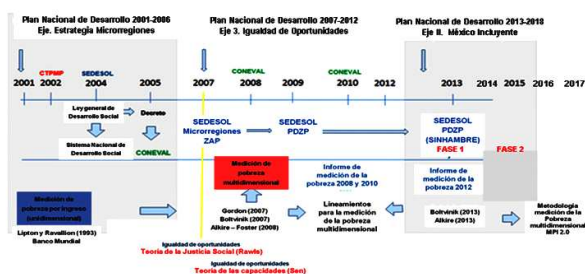 Plan Nacional de Desarrollo 2001-2006
Eje. Estrategia Microrregiones
Plan Nacional de Desarrollo 2007-2012
Eje 3. Igualdad de Oportunidades
Plan Nacional de Desarrollo 2013-2018
Eje II. México Incluyente
CTPMP
SEDESOL
CONEVAL
CONEVAL
2001
2002
2004
2005
2007
2008
2009
2010
2012
2013
2014
2015
2016
2017
Ley general de
Desarrollo Social
Decreto
Sistema Nacional de
Desarrollo Social
CONEVAL
SEDESOL
Microrregiones
ZAP
SEDESOL
PDZP
SEDESOL
PDZP
(SINHAMBRE)
FASE 1
FASE 2
Medición de
pobreza por ingreso
(unidimensional)
Lipton y Ravallion (1993)
Banco Mundial
Medición de
pobreza
multidimensional
Gordon (2007)
Boltvinik (2007)
Alkire – Foster (2008)
Informe de
medición de la
pobreza 2008 y 2010
Lineamientos para
la medición de
la pobreza
multidimensional
Informe de
medición de la
pobreza 2012
Boltvinik (2013)
Alkire (2013)
Metodología
medición de la
Pobreza
MPI 2.0
Igualdad de oportunidades
Teoría de la Justicia Social (Rawls)
Igualdad de oportunidades
Teoría de las capacidades (Sen)